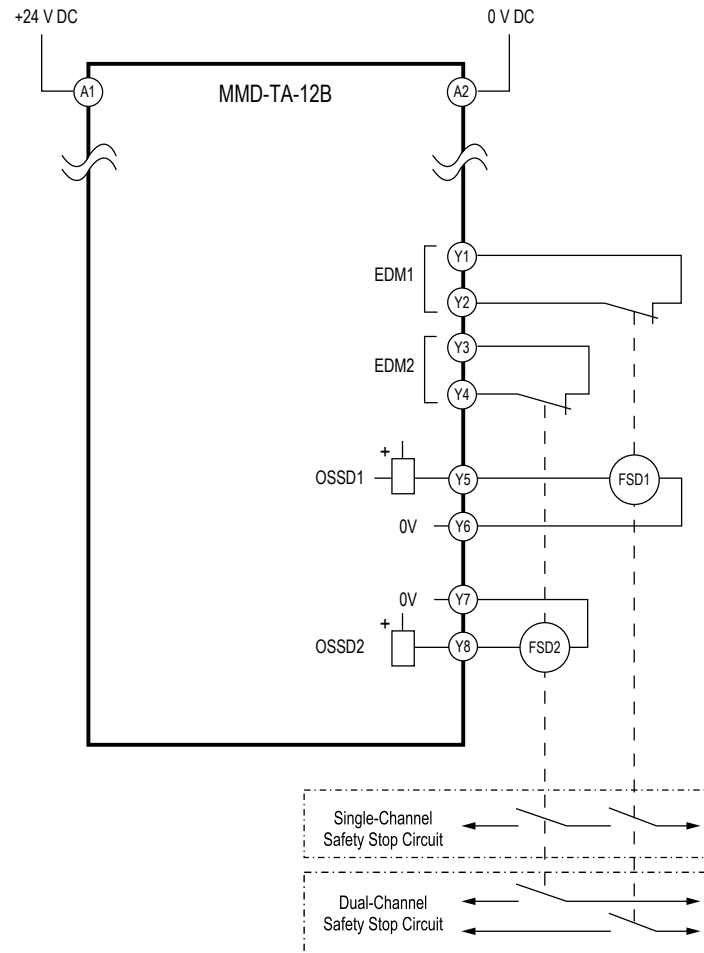 +24 V DC
0 V DC
A1
MMD-TA-12B
A2
Y1
EDM1
Y2
Y3
EDM2
Y4
+
OSSD1
Y5
FSD1
0V
Y6
0V
Y7
+
OSSD2
Y8
FSD2
Single-Channel
Safety Stop Circuit
Dual-Channel
Safety Stop Circuit